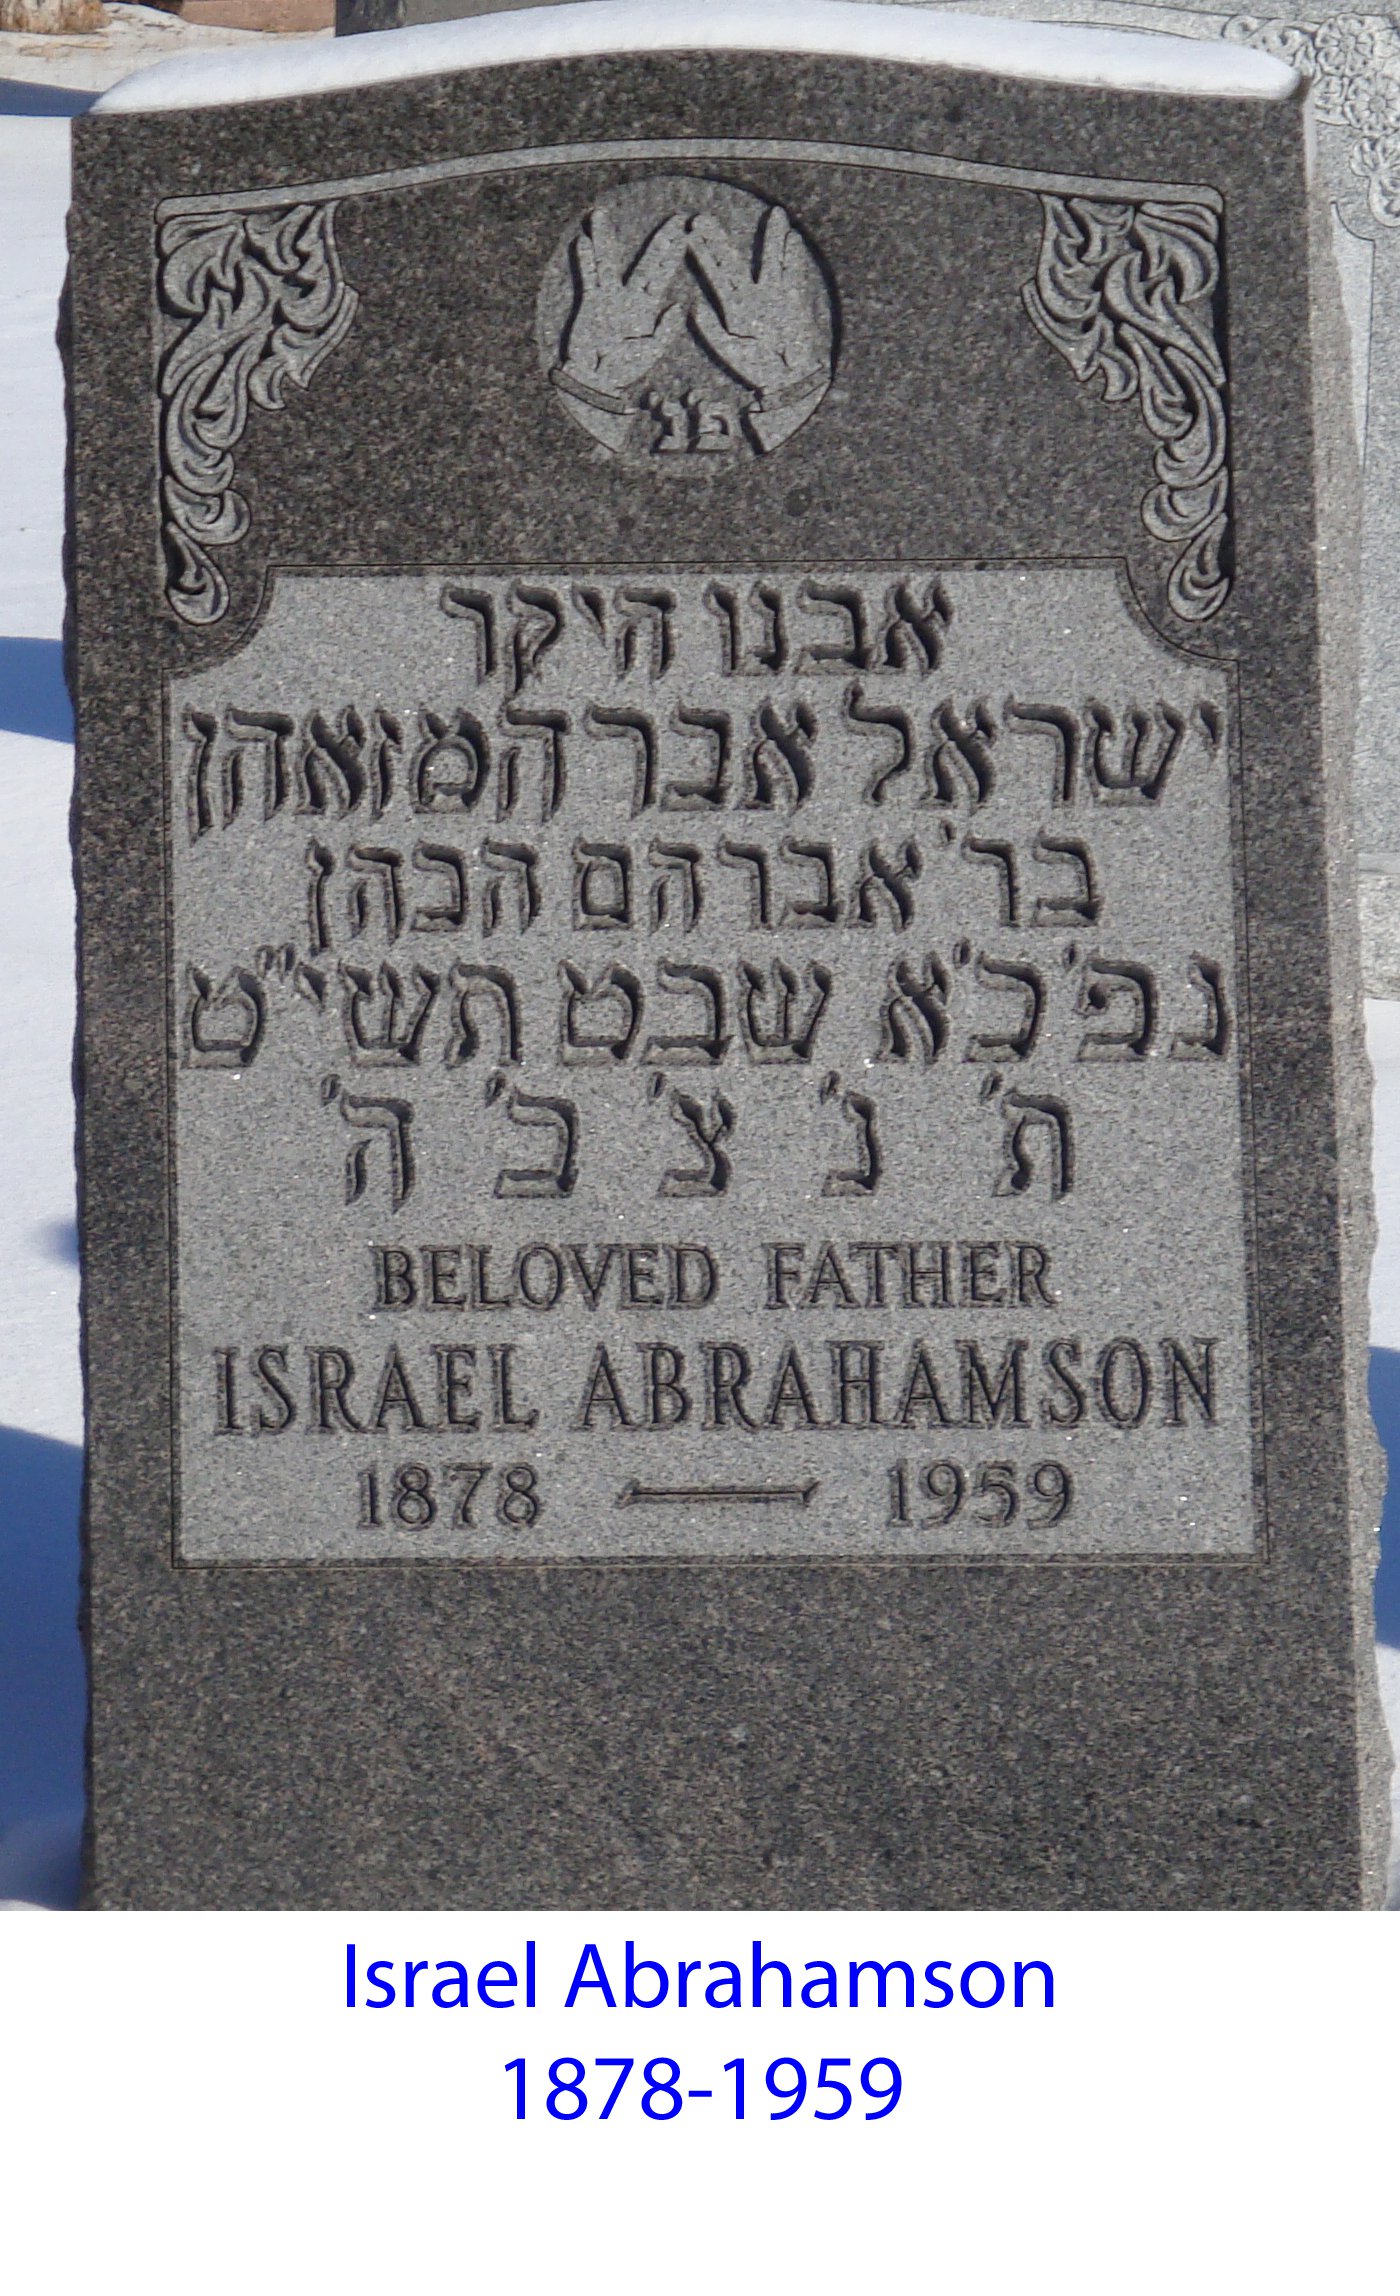 פ׳נ׳
אבנו היקר
ישראל אברהמזאהן
בר׳ אברהם הכהן
נפ׳ כ׳א שבט תשי״ט
ת׳ נ׳ צ׳ ב׳ ה׳
BELOVED FATHER
ISRAEL ABRAHAMSON
1878 — 1959
Israel Abrahamson
1878-1959